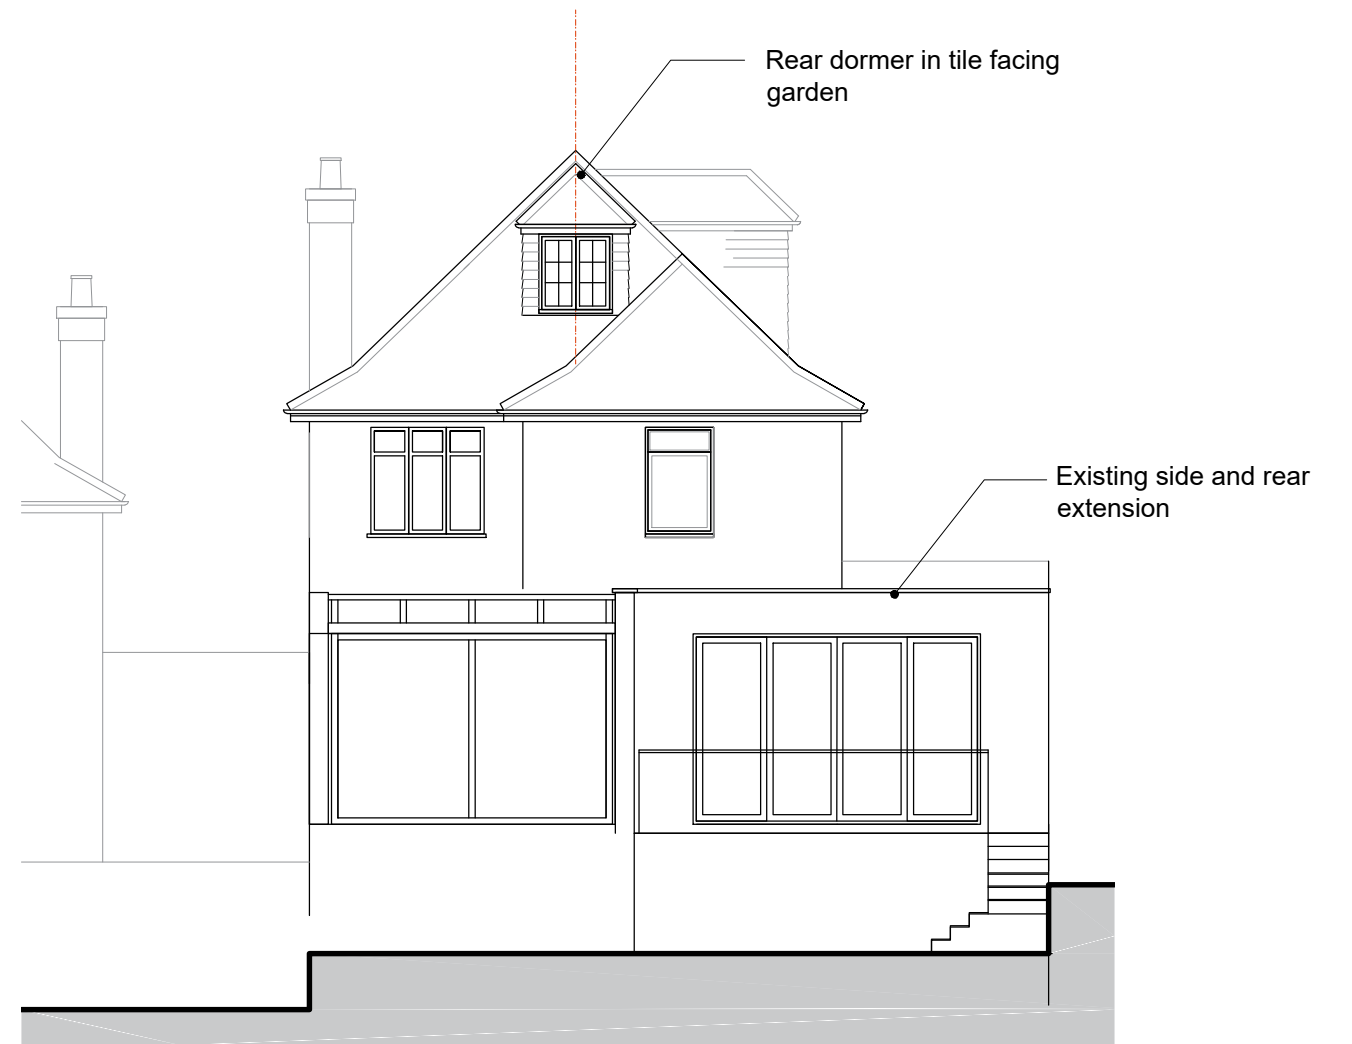 Rear dormer in tile facing
garden
Existing side and rear
extension